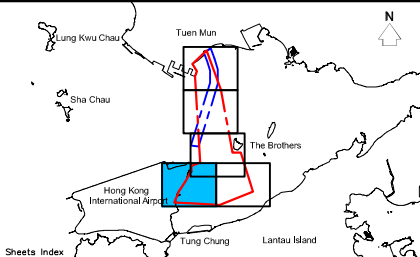 N
Tuen Mun
Lung Kwu Chau
Sha Chau
The Brothers
Hong Kong
International Airport
Tung Chung
Lantau Island
Sheets Index